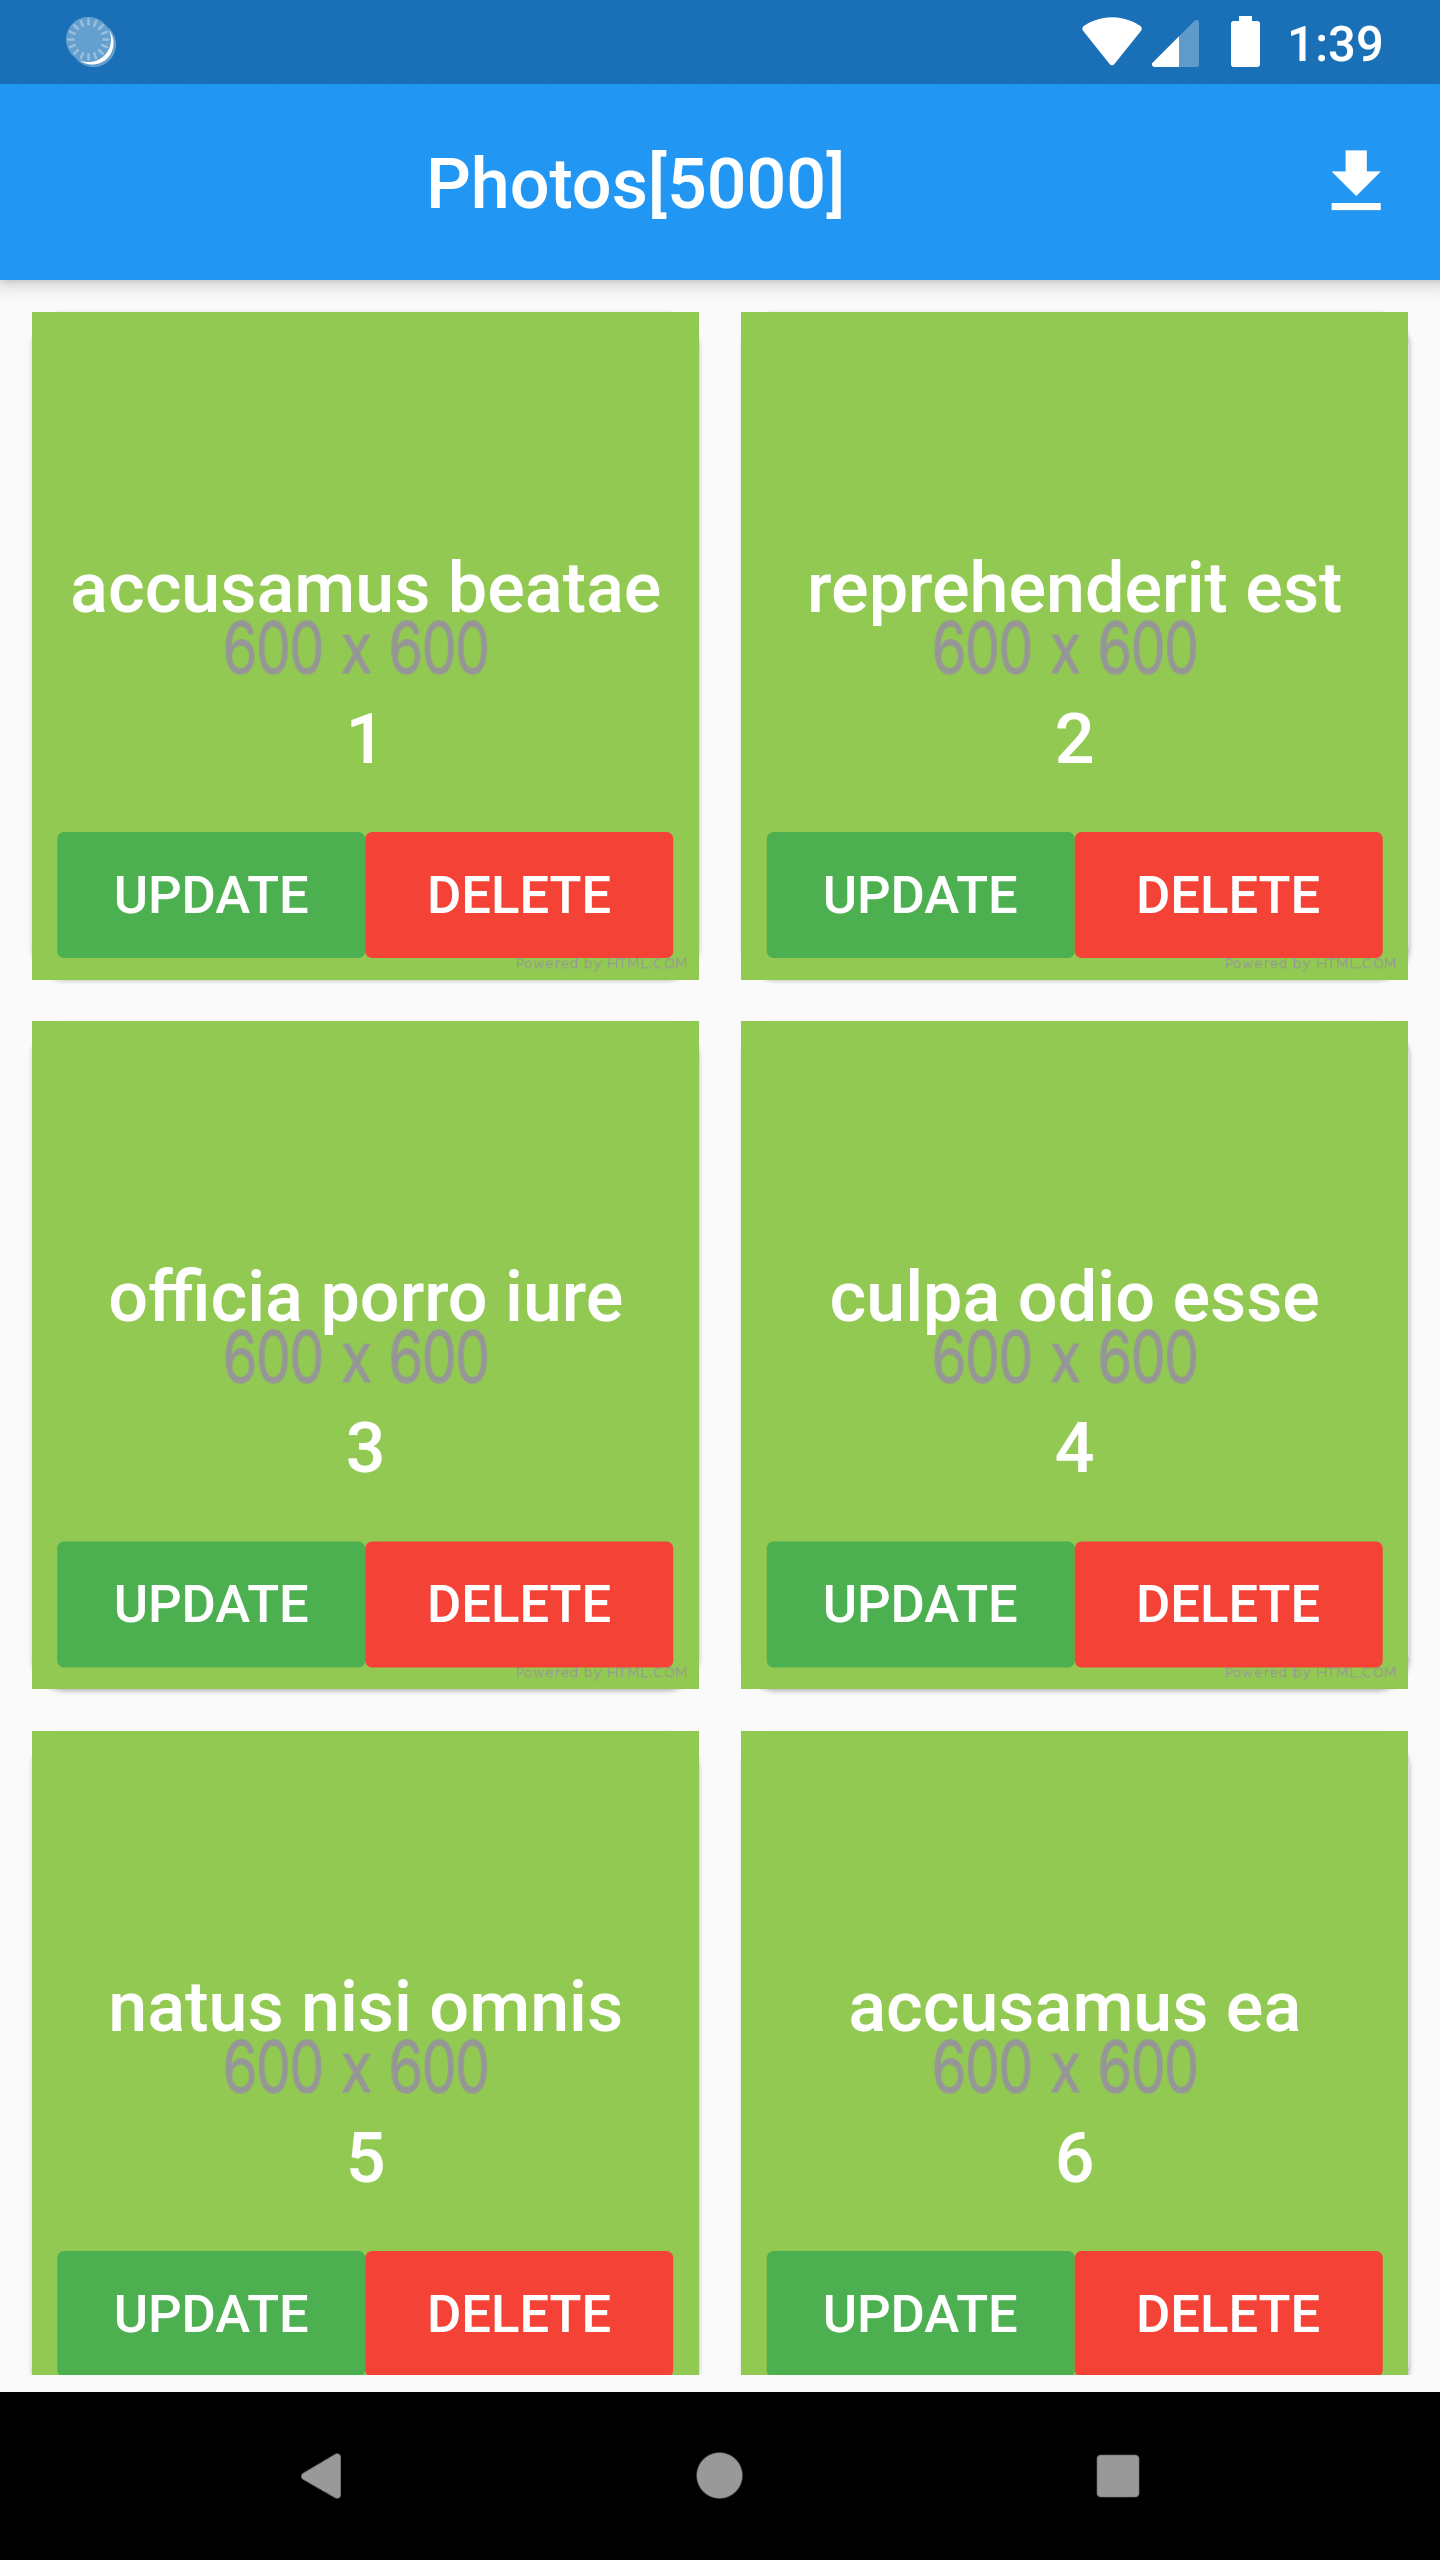 1:39
Photos[5000]
accusamus beatae
600 x 600
1
UPDATE DELETE
Powered by HTML.COM
reprehenderit est
600 x 600
2
UPDATE DELETE
Powered by HTML.COM
officia porro iure
600 x 600
3
UPDATE DELETE
Powered by HTML.COM
culpa odio esse
600 x 600
4
UPDATE DELETE
Powered by HTML.COM
natus nisi omnis
600 x 600
5
UPDATE DELETE
accusamus ea
600 x 600
6
UPDATE DELETE